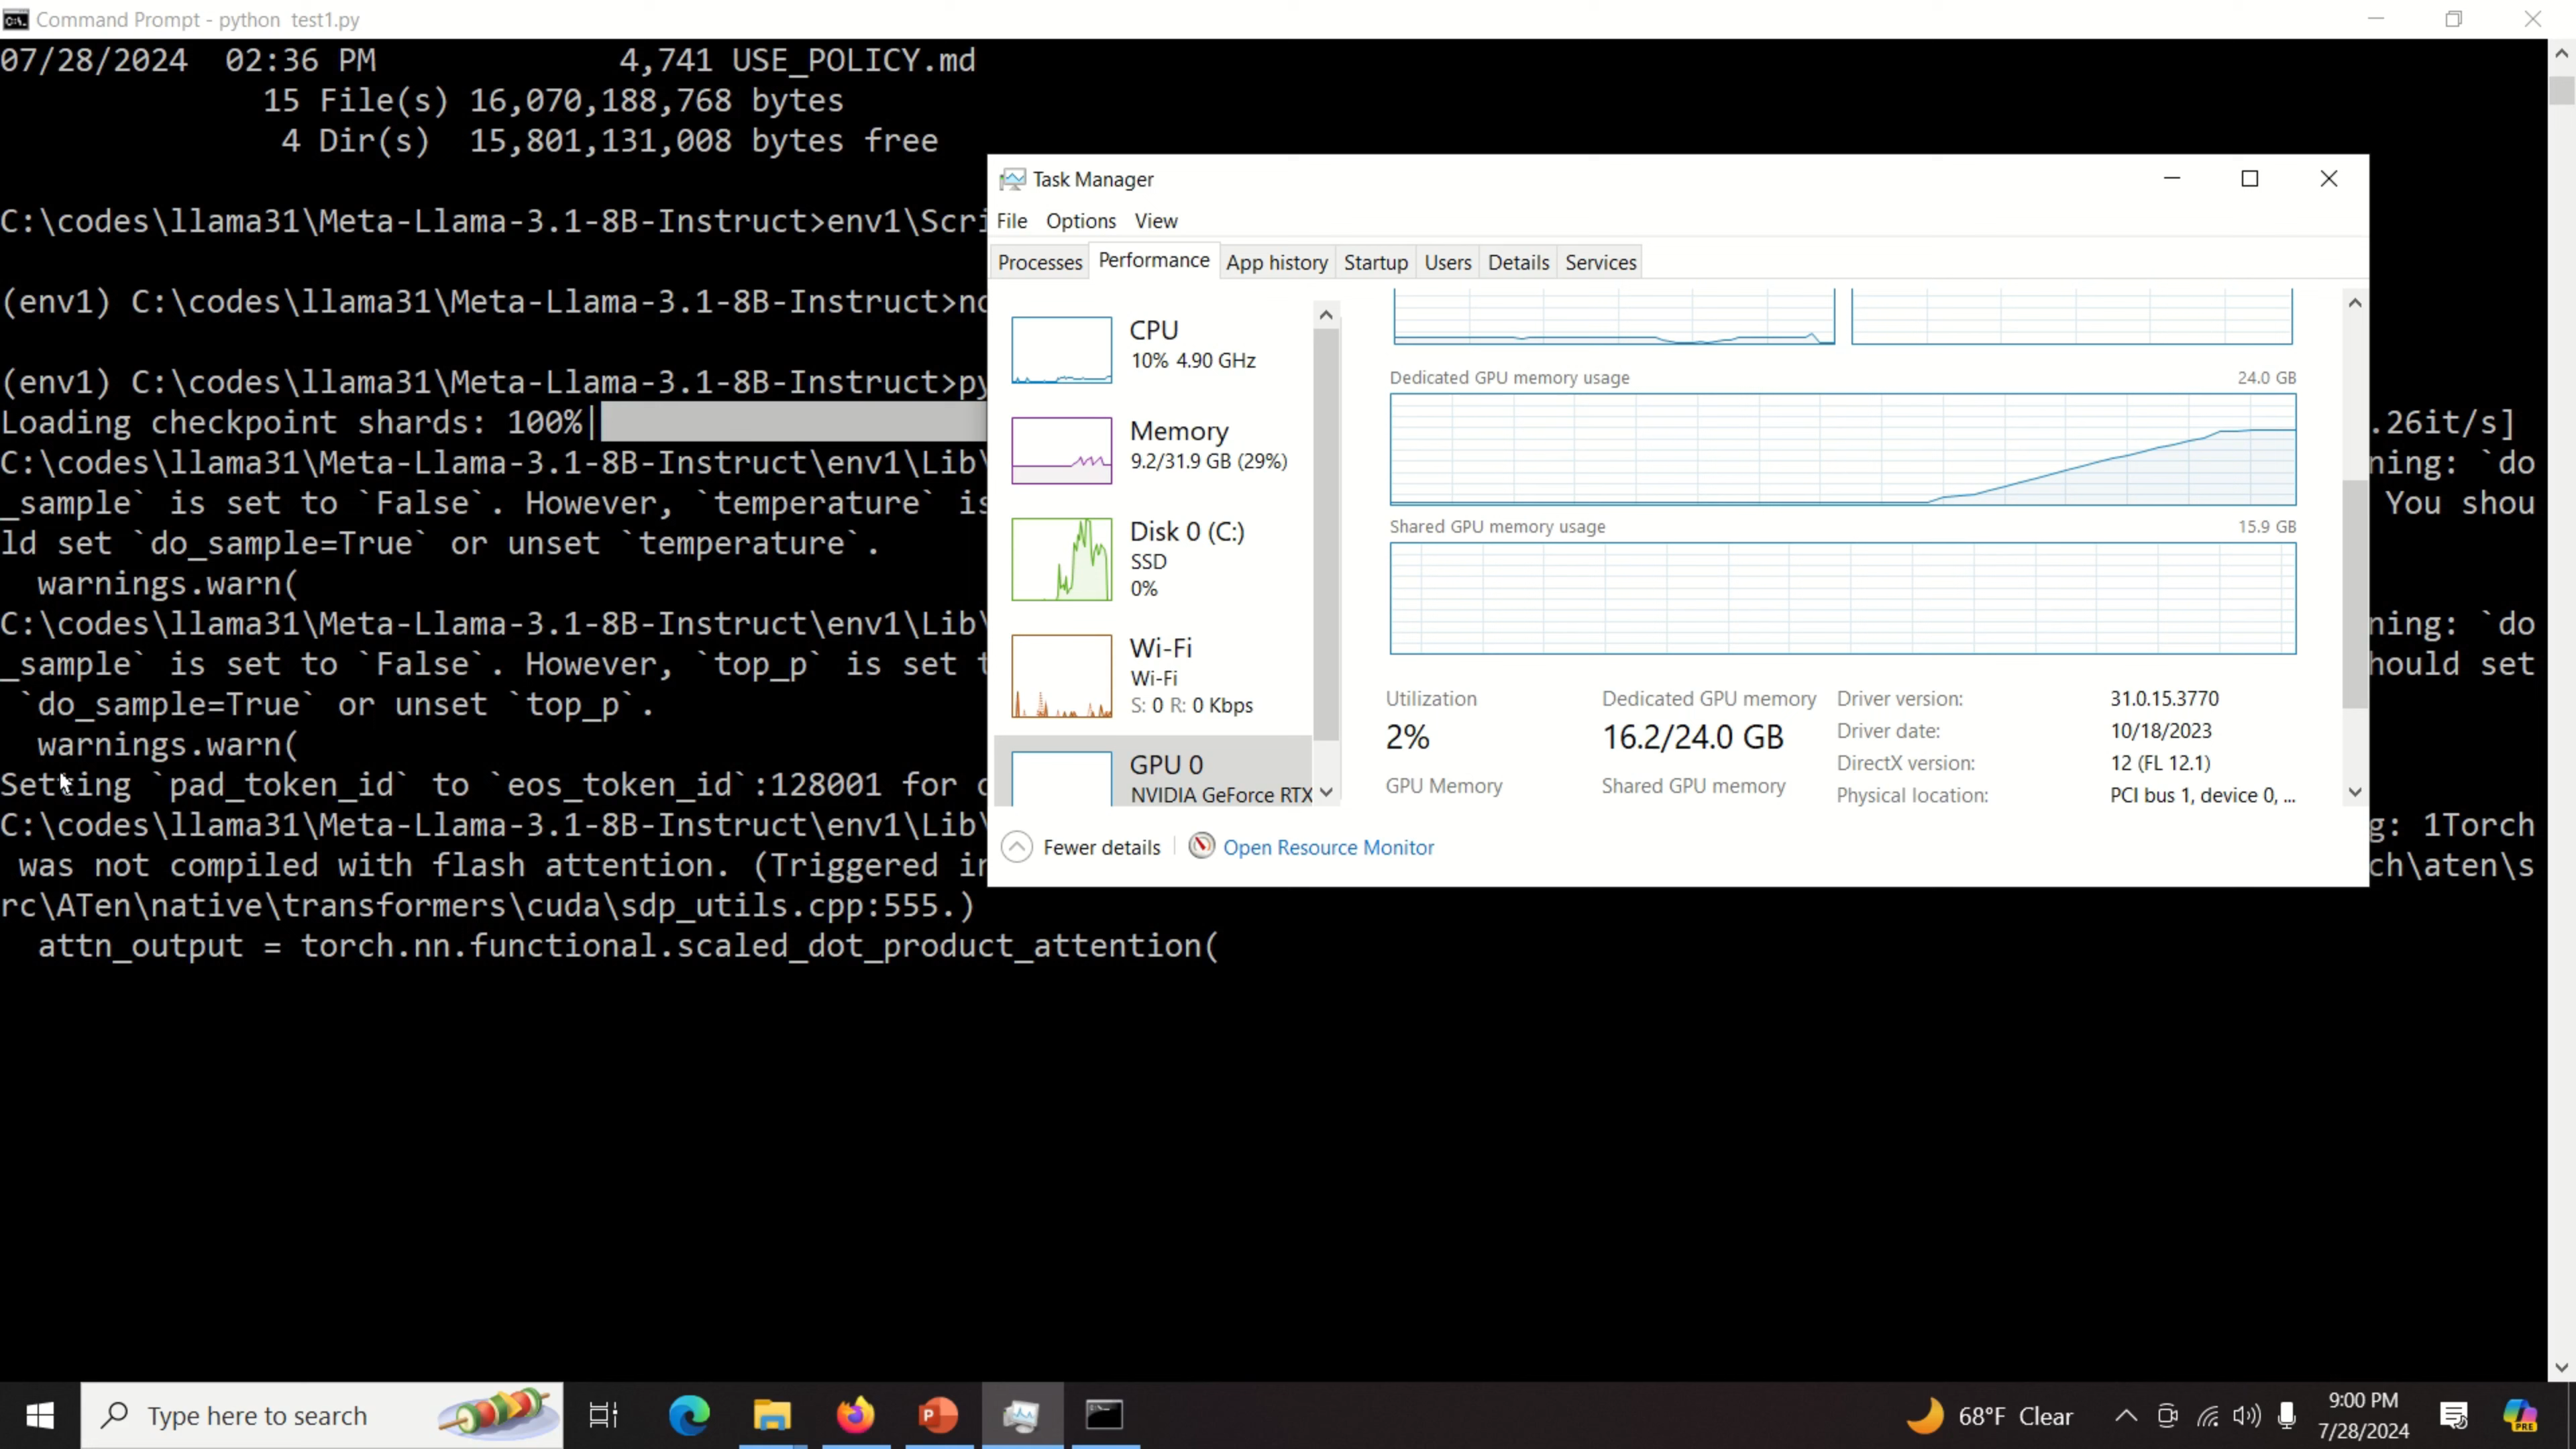 Command Prompt - python  test1.py
07/28/2024  02:36 PM             4,741 USE_POLICY.md
15 File(s) 16,070,188,768 bytes
4 Dir(s)  15,801,131,008 bytes free
C:\codes\llama31\Meta-Llama-3.1-8B-Instruct>env1\Scri
(env1) C:\codes\llama31\Meta-Llama-3.1-8B-Instruct>no
(env1) C:\codes\llama31\Meta-Llama-3.1-8B-Instruct>py
Loading checkpoint shards: 100%|
.26it/s]
C:\codes\llama31\Meta-Llama-3.1-8B-Instruct\env1\Lib\
ning: `do
_sample` is set to `False`. However, `temperature` is
You shou
ld set `do_sample=True` or unset `temperature`.
warnings.warn(
C:\codes\llama31\Meta-Llama-3.1-8B-Instruct\env1\Lib\
ning: `do
_sample` is set to `False`. However, `top_p` is set t
hould set
`do_sample=True` or unset `top_p`.
warnings.warn(
Setting `pad_token_id` to `eos_token_id`:128001 for o
C:\codes\llama31\Meta-Llama-3.1-8B-Instruct\env1\Lib\
g: 1Torch
was not compiled with flash attention. (Triggered in
ch\aten\s
rc\ATen\native\transformers\cuda\sdp_utils.cpp:555.)
attn_output = torch.nn.functional.scaled_dot_product_attention(
Task Manager
File Options View
Processes Performance App history Startup Users Details Services
CPU
10% 4.90 GHz
Memory
9.2/31.9 GB (29%)
Disk 0 (C:)
SSD
0%
Wi-Fi
Wi-Fi
S: 0 R: 0 Kbps
GPU 0
NVIDIA GeForce RTX
Dedicated GPU memory usage 24.0 GB
Shared GPU memory usage 15.9 GB
Utilization
2%
GPU Memory
Dedicated GPU memory
16.2/24.0 GB
Shared GPU memory
Driver version: 31.0.15.3770
Driver date: 10/18/2023
DirectX version: 12 (FL 12.1)
Physical location: PCI bus 1, device 0, ...
Fewer details
Open Resource Monitor
Type here to search
68°F Clear
9:00 PM
7/28/2024
PRE